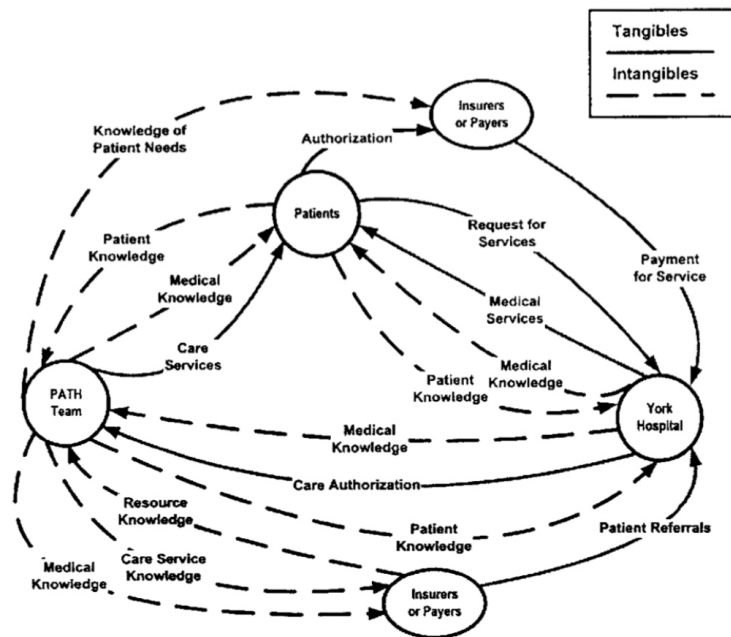 Tangibles
Intangibles
Insurers
or Payers
Knowledge of
Patient Needs
Authorization
Patients
Request for
Services
Patient
Knowledge
Payment
for Service
Medical
Knowledge
Medical
Services
Care
Services
Medical
Knowledge
Patient
Knowledge
PATH
Team
York
Hospital
Medical
Knowledge
Care Authorization
Resource
Knowledge
Patient
Knowledge
Patient Referrals
Medical
Knowledge
Care Service
Knowledge
Insurers
or Payers